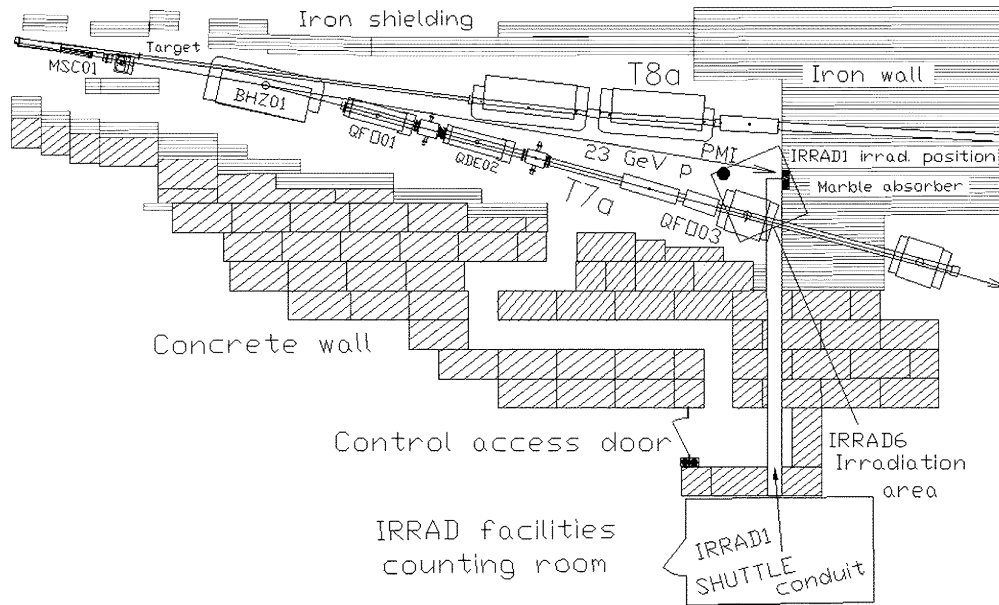 Iron shielding
Target
MSC01
BHZ01
T8a
Iron wall
QFO01
QDE02
23 GeV p
PMI
IRRAD1 irrad. position
Marble absorber
T7a
QFO03
Concrete wall
Control access door
IRRAD6
Irradiation
area
IRRAD facilities
counting room
IRRAD1
SHUTTLE
conduit